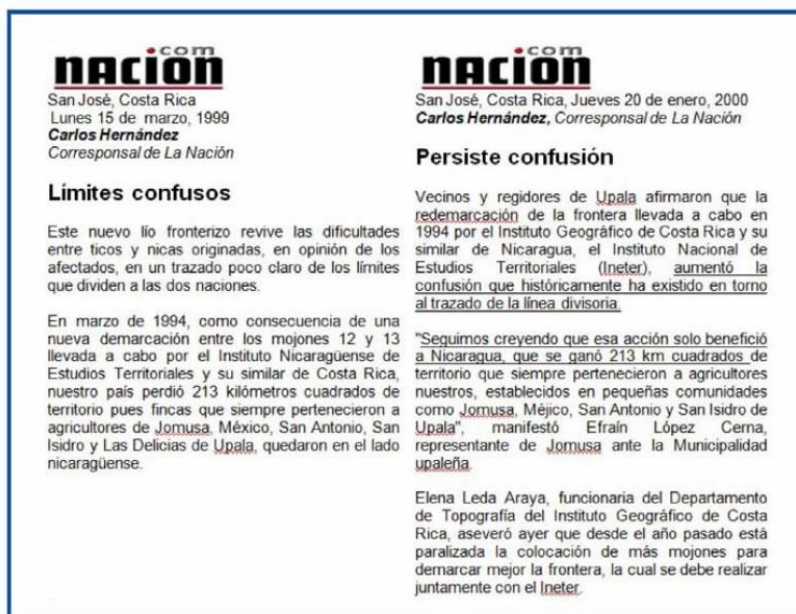 .com
nacion
San José, Costa Rica
Lunes 15 de marzo, 1999
Carlos Hernández
Corresponsal de La Nación
Límites confusos
Este nuevo lío fronterizo revive las dificultades
entre ticos y nicas originadas, en opinión de los
afectados, en un trazado poco claro de los límites
que dividen a las dos naciones.
En marzo de 1994, como consecuencia de una
nueva demarcación entre los mojones 12 y 13
llevada a cabo por el Instituto Nicaragüense de
Estudios Territoriales y su similar de Costa Rica,
nuestro país perdió 213 kilómetros cuadrados de
territorio pues fincas que siempre pertenecieron a
agricultores de Jomusa, México, San Antonio, San
Isidro y Las Delicias de Upala, quedaron en el lado
nicaragüense.
.com
nacion
San José, Costa Rica, Jueves 20 de enero, 2000
Carlos Hernández, Corresponsal de La Nación
Persiste confusión
Vecinos y regidores de Upala afirmaron que la
redemarcación de la frontera llevada a cabo en
1994 por el Instituto Geográfico de Costa Rica y su
similar de Nicaragua, el Instituto Nacional de
Estudios Territoriales (Ineter), aumentó la
confusión que históricamente ha existido en torno
al trazado de la línea divisoria.
"Seguimos creyendo que esa acción solo benefició
a Nicaragua, que se ganó 213 km cuadrados de
territorio que siempre pertenecieron a agricultores
nuestros, establecidos en pequeñas comunidades
como Jomusa, Méjico, San Antonio y San Isidro de
Upala", manifestó Efraín López Cerna,
representante de Jomusa ante la Municipalidad
upaleña.
Elena Leda Araya, funcionaria del Departamento
de Topografía del Instituto Geográfico de Costa
Rica, aseveró ayer que desde el año pasado está
paralizada la colocación de más mojones para
demarcar mejor la frontera, la cual se debe realizar
juntamente con el Ineter.